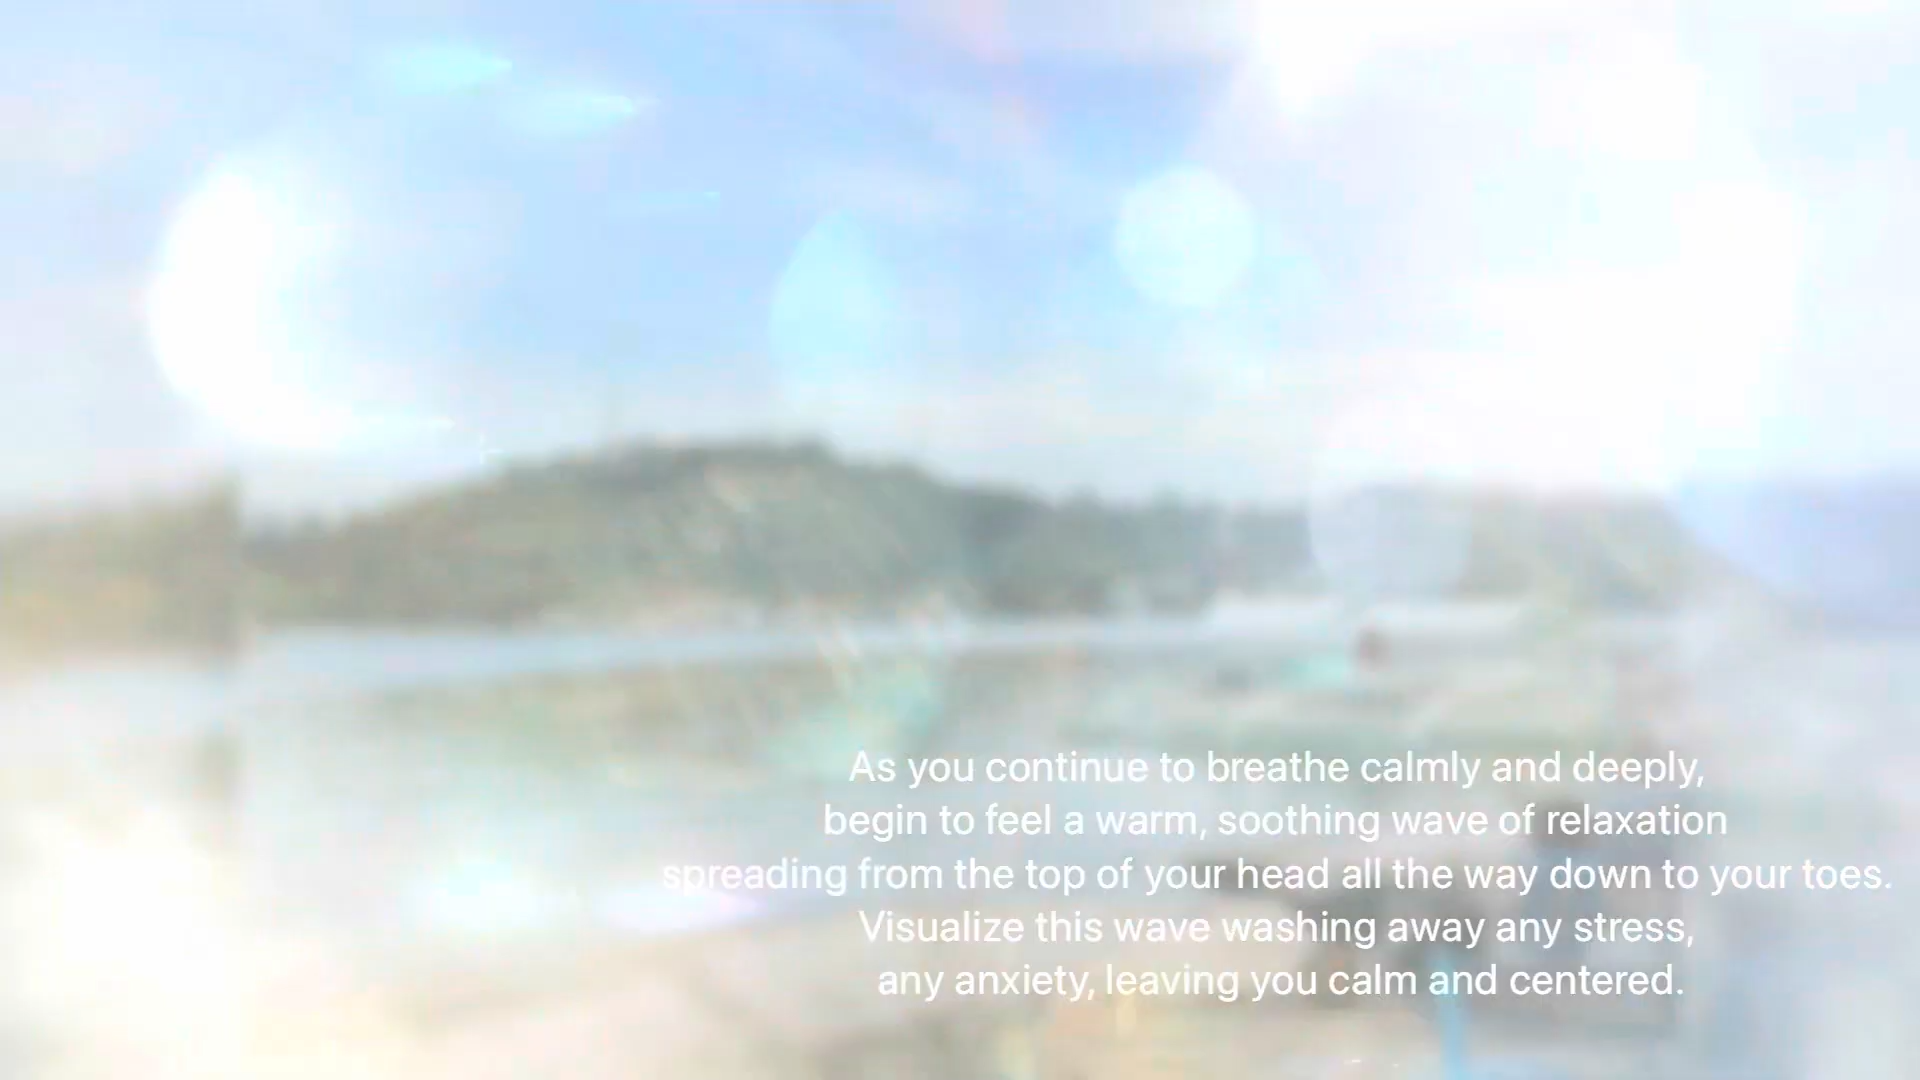 As you continue to breathe calmly and deeply,
begin to feel a warm, soothing wave of relaxation
spreading from the top of your head all the way down to your toes.
Visualize this wave washing away any stress,
any anxiety, leaving you calm and centered.